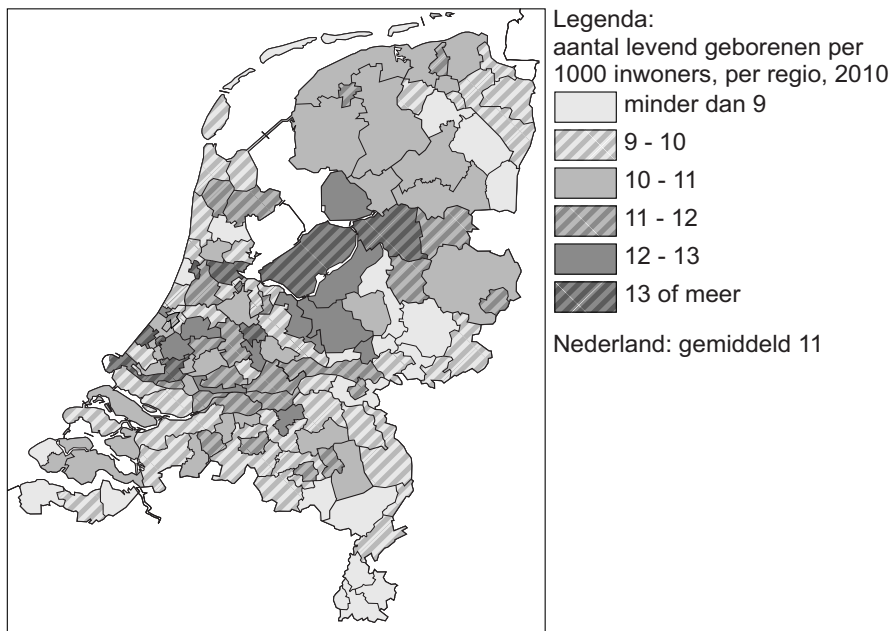 Legenda:
aantal levend geborenen per
1000 inwoners, per regio, 2010
minder dan 9
9 - 10
10 - 11
11 - 12
12 - 13
13 of meer
Nederland: gemiddeld 11